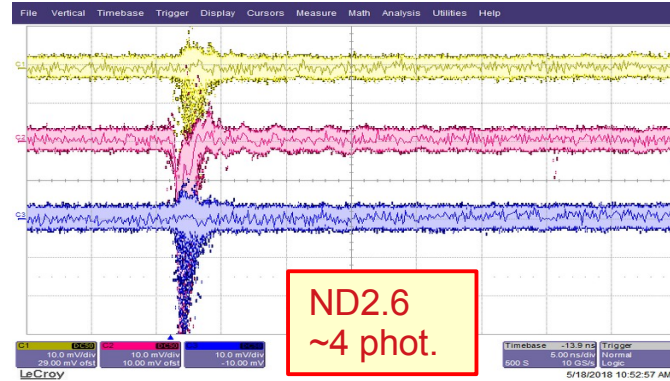 File Vertical Timebase Trigger Display Cursors Measure Math Analysis Utilities Help
C1
C2
C3
ND2.6
~4 phot.
C1 DC50
10.0 mV/div
29.00 mV ofst
C2 DC50
10.0 mV/div
10.00 mV ofst
10.0 mV/div
-10.00 mV
Timebase -13.9 ns
5.00 ns/div
500 S 10 GS/s
Trigger
Normal
Logic
LeCroy
5/18/2018 10:52:57 AM